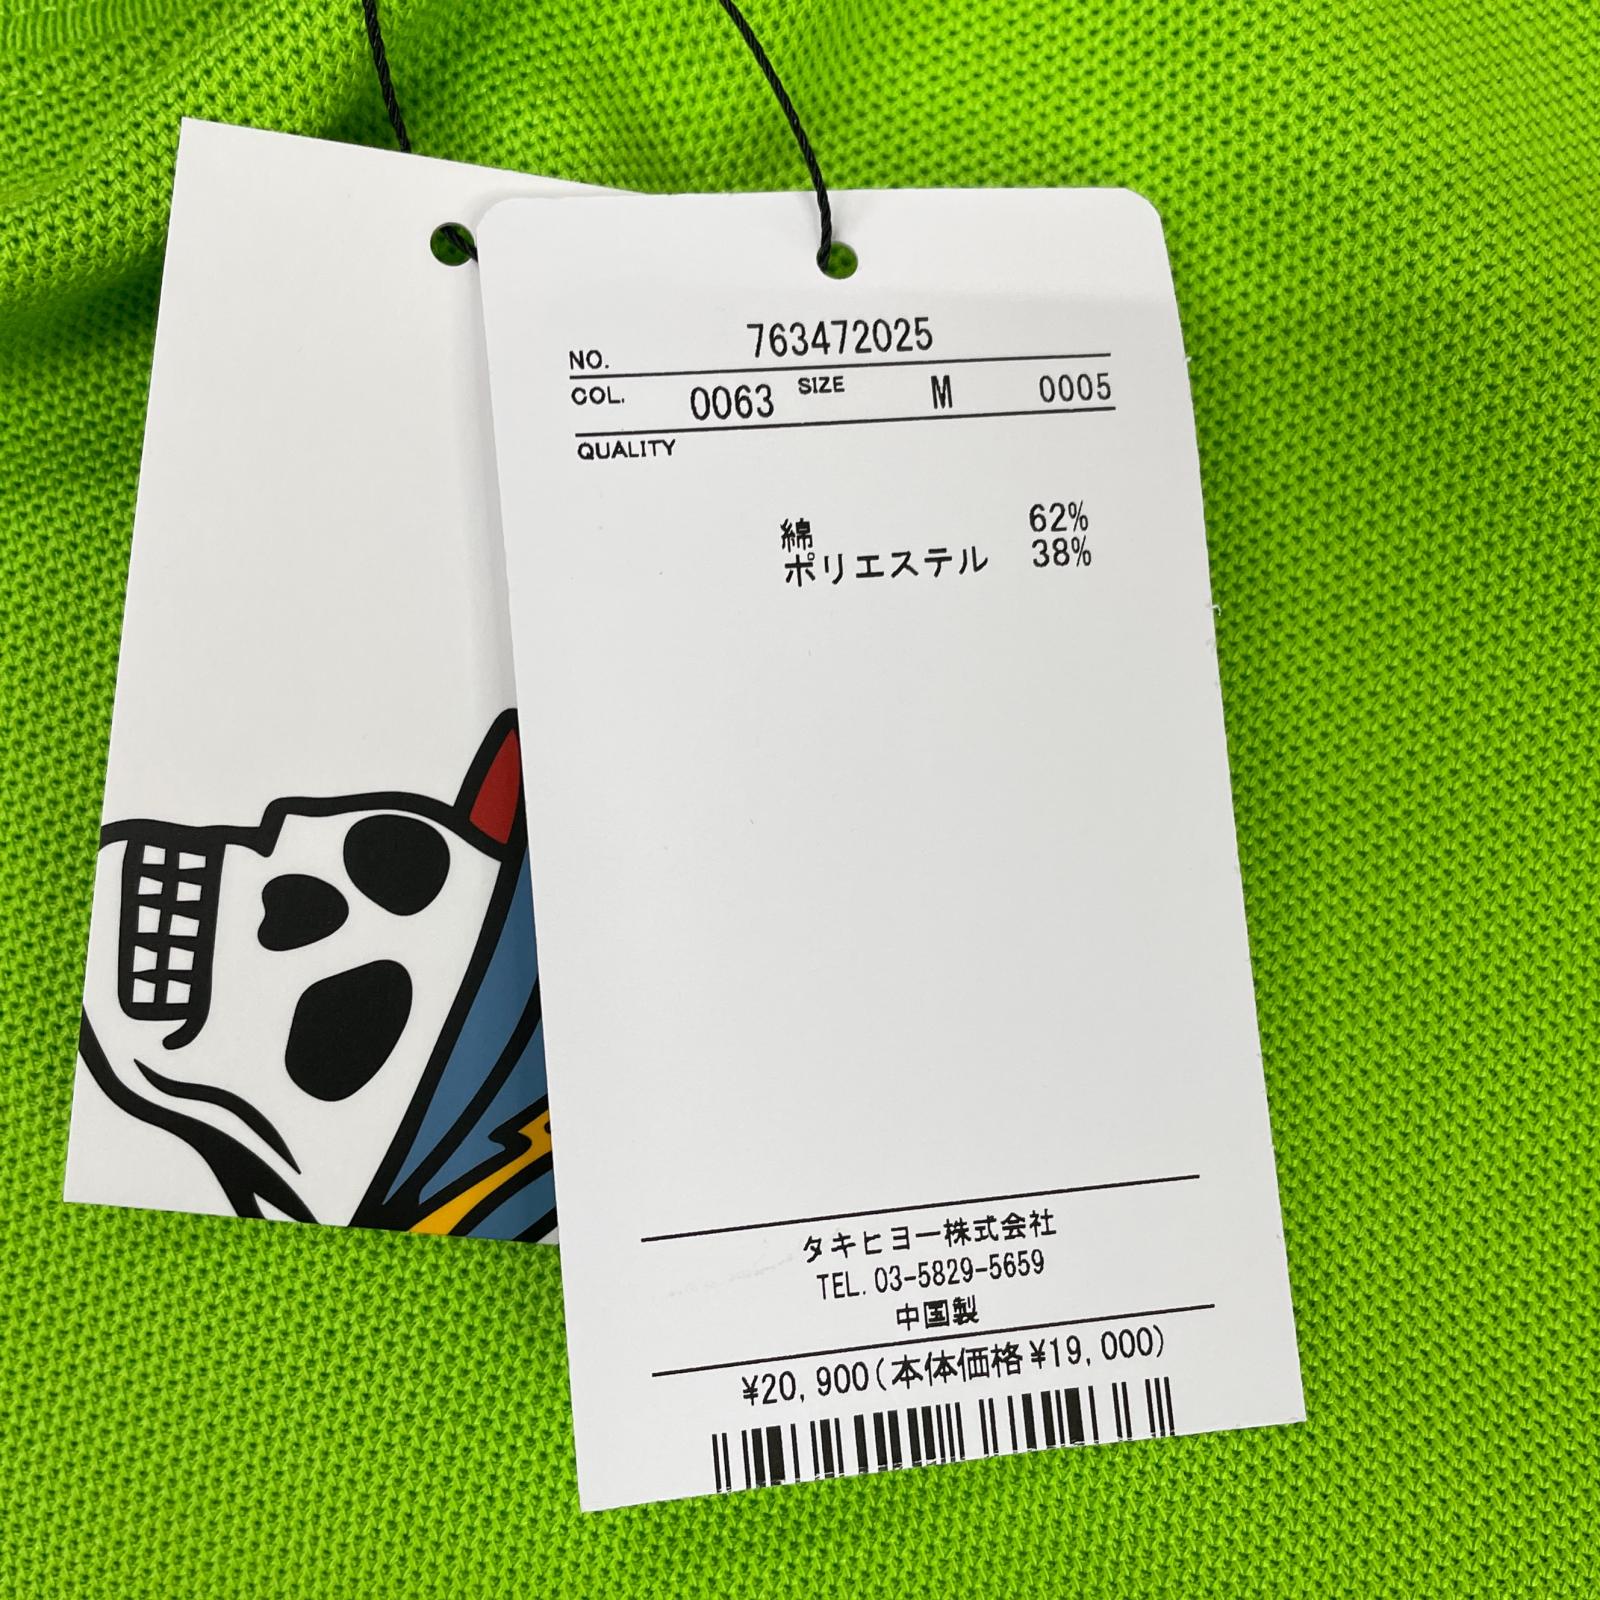 NO. 763472025
COL. 0063 SIZE M 0005
QUALITY
綿 62%
ポリエステル 38%
タキヒヨー株式会社
TEL. 03-5829-5659
中国製
¥20,900(本体価格¥19,000)